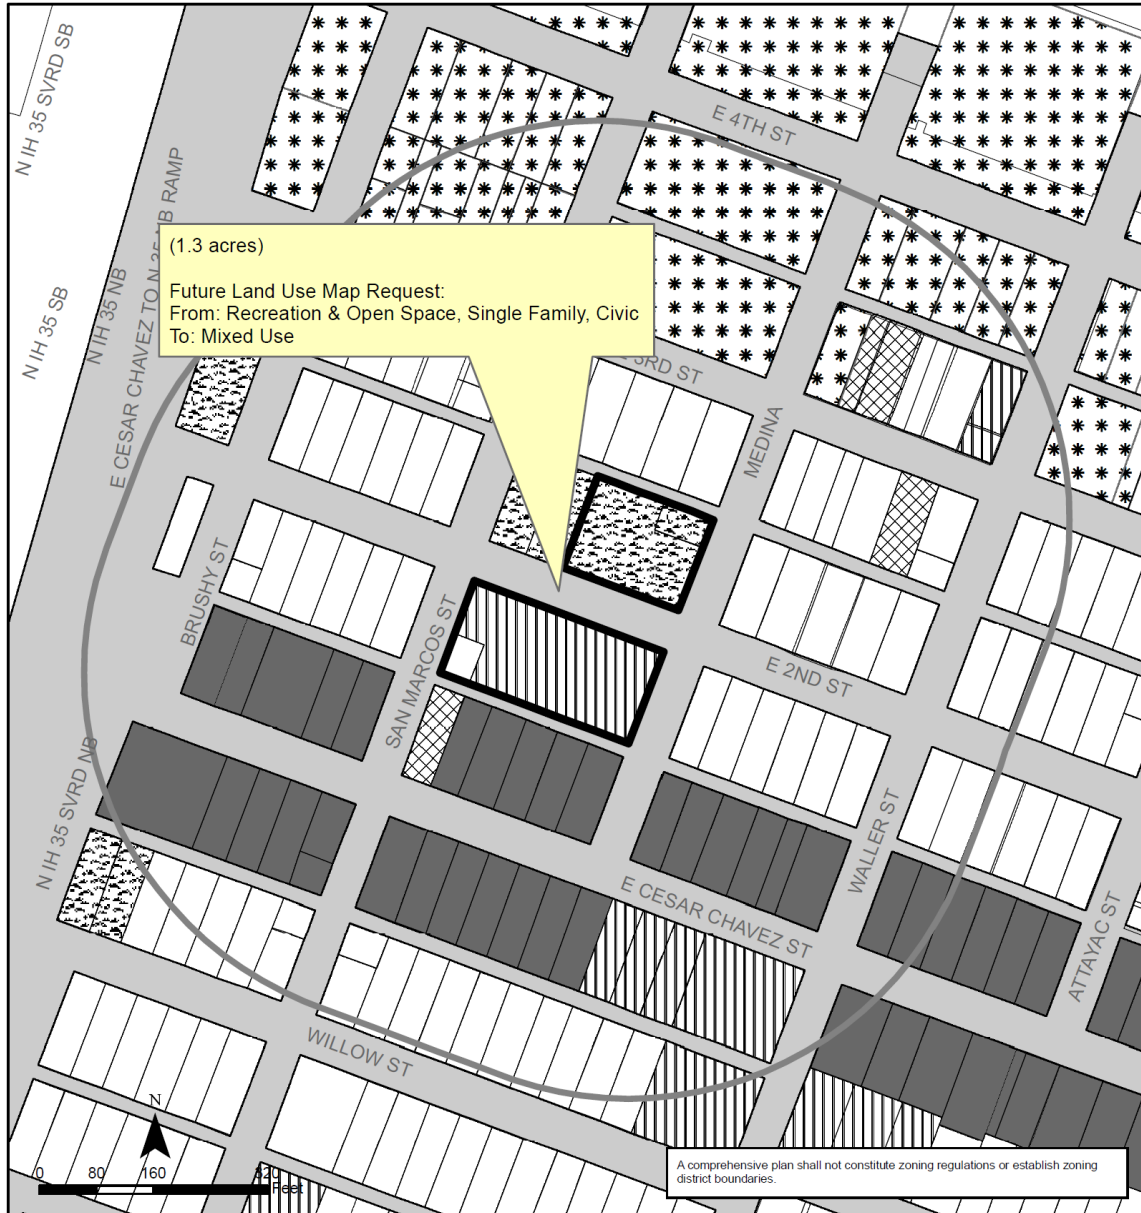 N IH 35 SVRD SB
E 4TH ST
E CESAR CHAVEZ TO N 35 NB RAMP
(1.3 acres)
Future Land Use Map Request:
From: Recreation & Open Space, Single Family, Civic
To: Mixed Use
N IH 35 NB
N IH 35 SB
3RD ST
MEDINA
BRUSHY ST
SAN MARCOS ST
E 2ND ST
N IH 35 SVRD NB
WALLER ST
E CESAR CHAVEZ ST
ATTAYAC ST
WILLOW ST
N
0 80 160 320
Feet
A comprehensive plan shall not constitute zoning regulations or establish zoning
district boundaries.